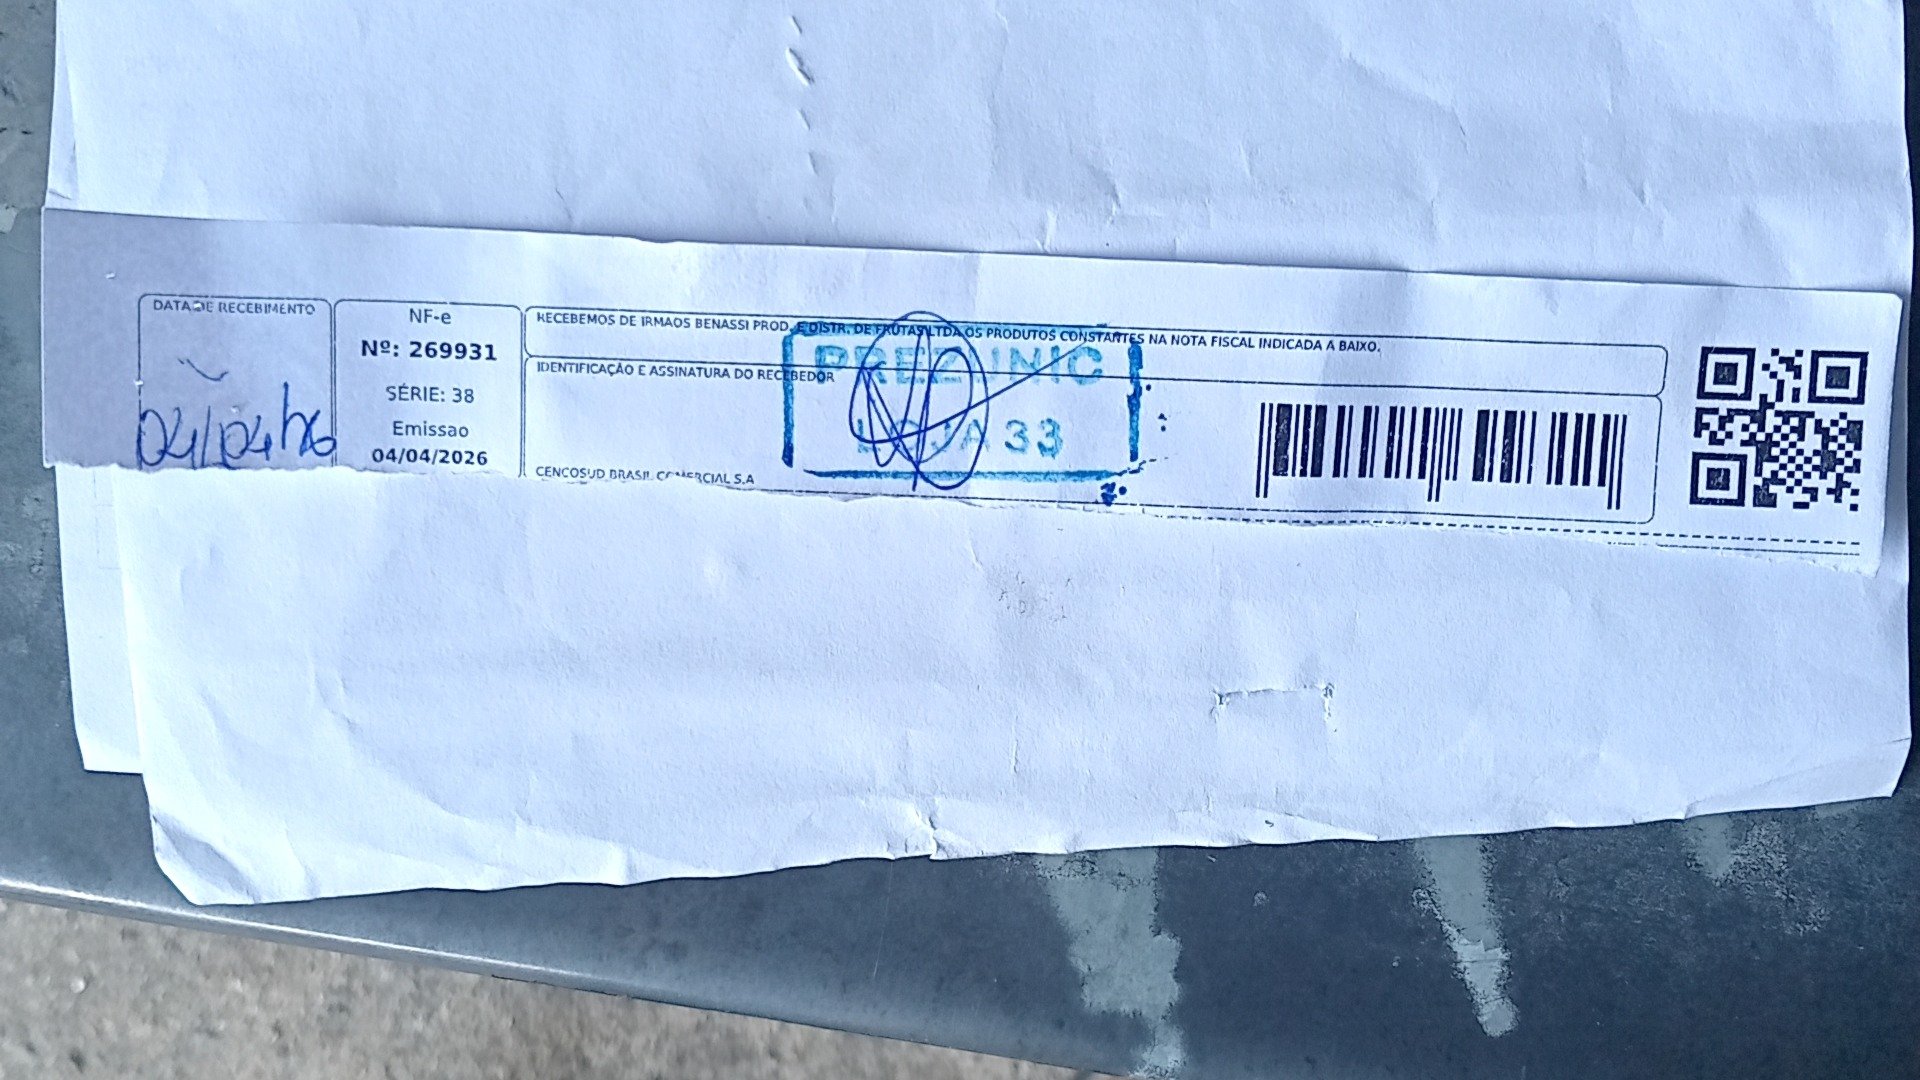 DATA DE RECEBIMENTO
04/04/26
NF-e
Nº: 269931
SÉRIE: 38
Emissao
04/04/2026
RECEBEMOS DE IRMAOS BENASSI PROD. E DISTR. DE FRUTAS LTDA OS PRODUTOS CONSTANTES NA NOTA FISCAL INDICADA A BAIXO.
IDENTIFICAÇÃO E ASSINATURA DO RECEBEDOR
PREZUNIC
LOJA 33
CENCOSUD BRASIL COMERCIAL S.A